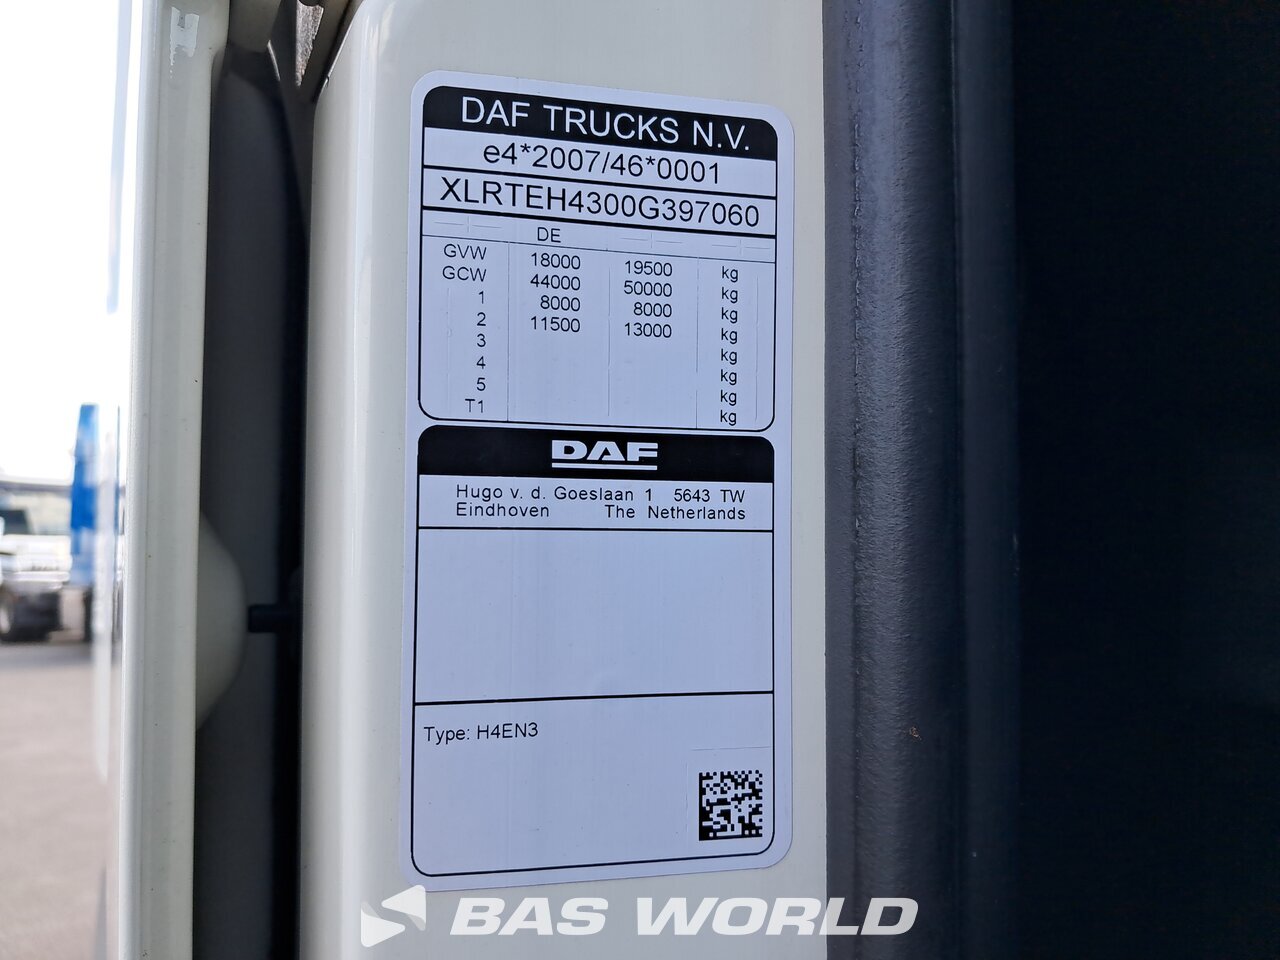 DAF TRUCKS N.V.
e4*2007/46*0001
XLRTEH4300G397060
DE
GVW 18000 19500 kg
GCW 44000 50000 kg
1 8000 8000 kg
2 11500 13000 kg
3 kg
4 kg
5 kg
T1 kg
DAF
Hugo v. d. Goeslaan 1 5643 TW
Eindhoven The Netherlands
Type: H4EN3
BAS WORLD